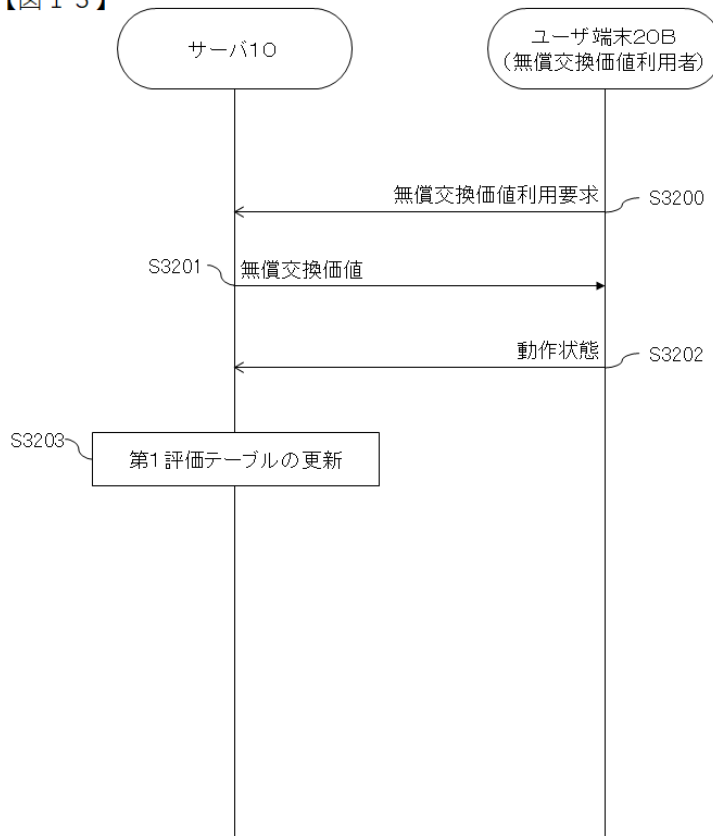 【図１３】
サーバ10
ユーザ端末20B
(無償交換価値利用者)
無償交換価値利用要求
S3200
S3201
無償交換価値
動作状態
S3202
S3203
第1評価テーブルの更新